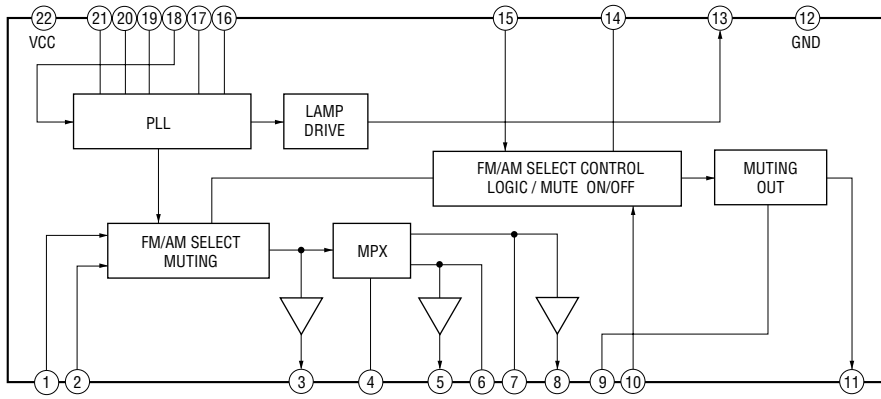 22 21 20 19 18 17 16 15 14 13 12
VCC GND
PLL
LAMP
DRIVE
FM/AM SELECT CONTROL
LOGIC / MUTE ON/OFF
MUTING
OUT
FM/AM SELECT
MUTING
MPX
1 2 3 4 5 6 7 8 9 10 11